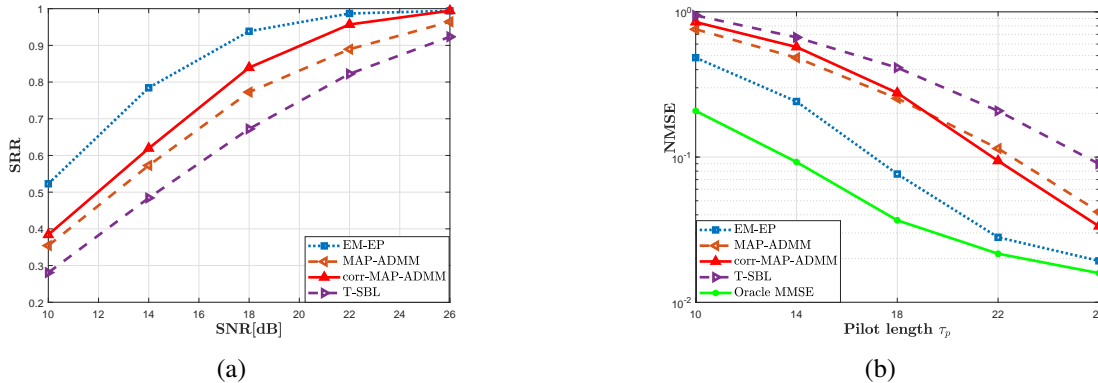 1
0.9
0.8
0.7
0.6
0.5
0.4
0.3
0.2
SRR
10 12 14 16 18 20 22 24 26
SNR[dB]
EM-EP
MAP-ADMM
corr-MAP-ADMM
T-SBL
(a)
10^0
10^-1
10^-2
NMSE
10 14 18 22
Pilot length τ_p
EM-EP
MAP-ADMM
corr-MAP-ADMM
T-SBL
Oracle MMSE
(b)